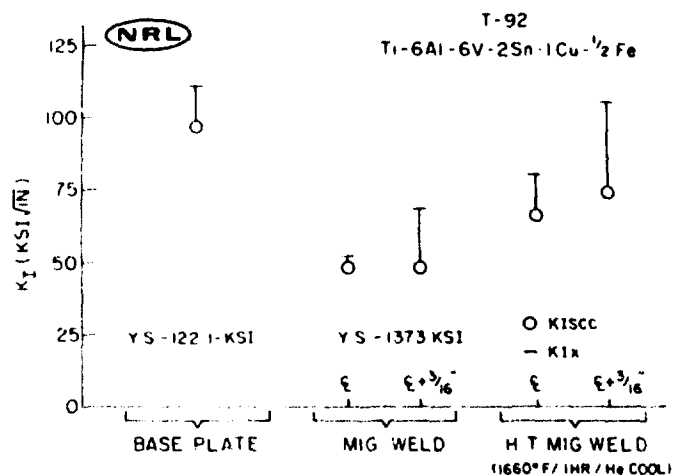 NRL
T-92
Ti-6Al-6V-2Sn-1Cu-1/2Fe
125
100
75
50
25
0
K_I (KSI√IN)
YS-122.1-KSI
YS-137.3 KSI
O KISCC
– KIx
℄
℄+3/16"
℄
℄+3/16"
BASE PLATE
MIG WELD
HT MIG WELD
(1660°F/1HR/He COOL)